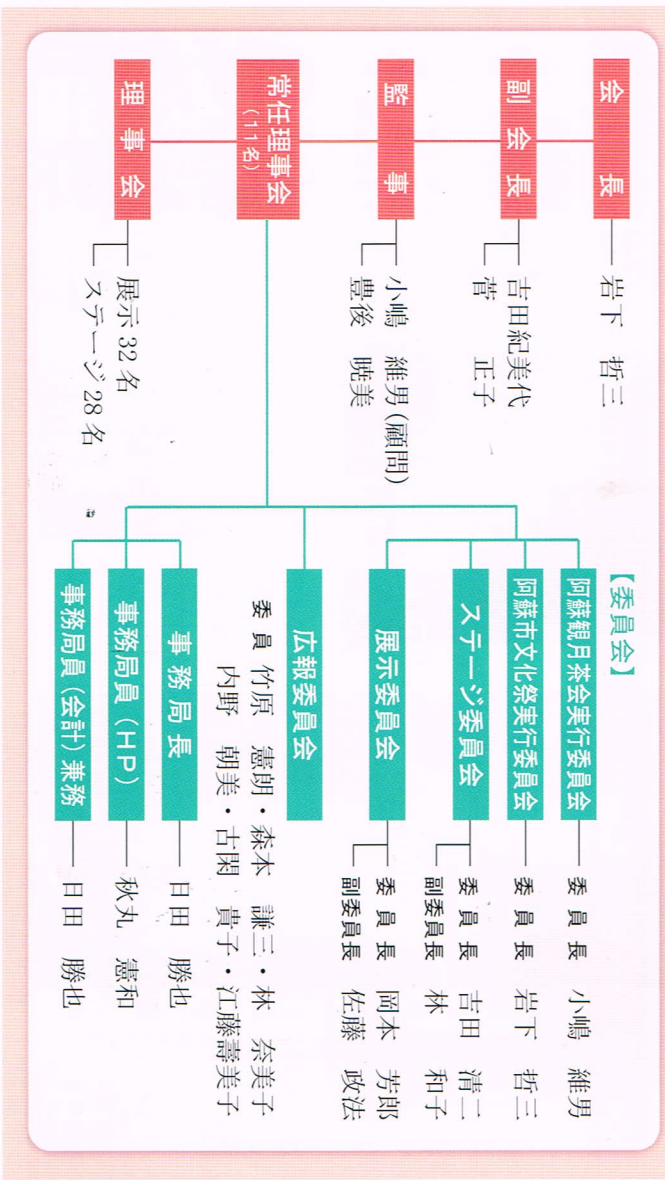 会長
岩下 哲三
副会長
吉田紀美代
菅 正子
監事
小嶋 維男(顧問)
豊後 暁美
常任理事会
(11名)
理事会
展示 32 名
ステージ 28 名
【委員会】
阿蘇観月茶会実行委員会
委員長 小嶋 維男
阿蘇市文化祭実行委員会
委員長 岩下 哲三
ステージ委員会
委員長 吉田 清二
副委員長 林 和子
展示委員会
委員長 岡本 芳郎
副委員長 佐藤 政法
広報委員会
委員 竹原 憲朗・森本 謙三・林 奈美子
内野 朝美・古閑 貴子・江藤壽美子
事務局長
日田 勝也
事務局員(HP)
秋丸 憲和
事務局員(会計)兼務
日田 勝也